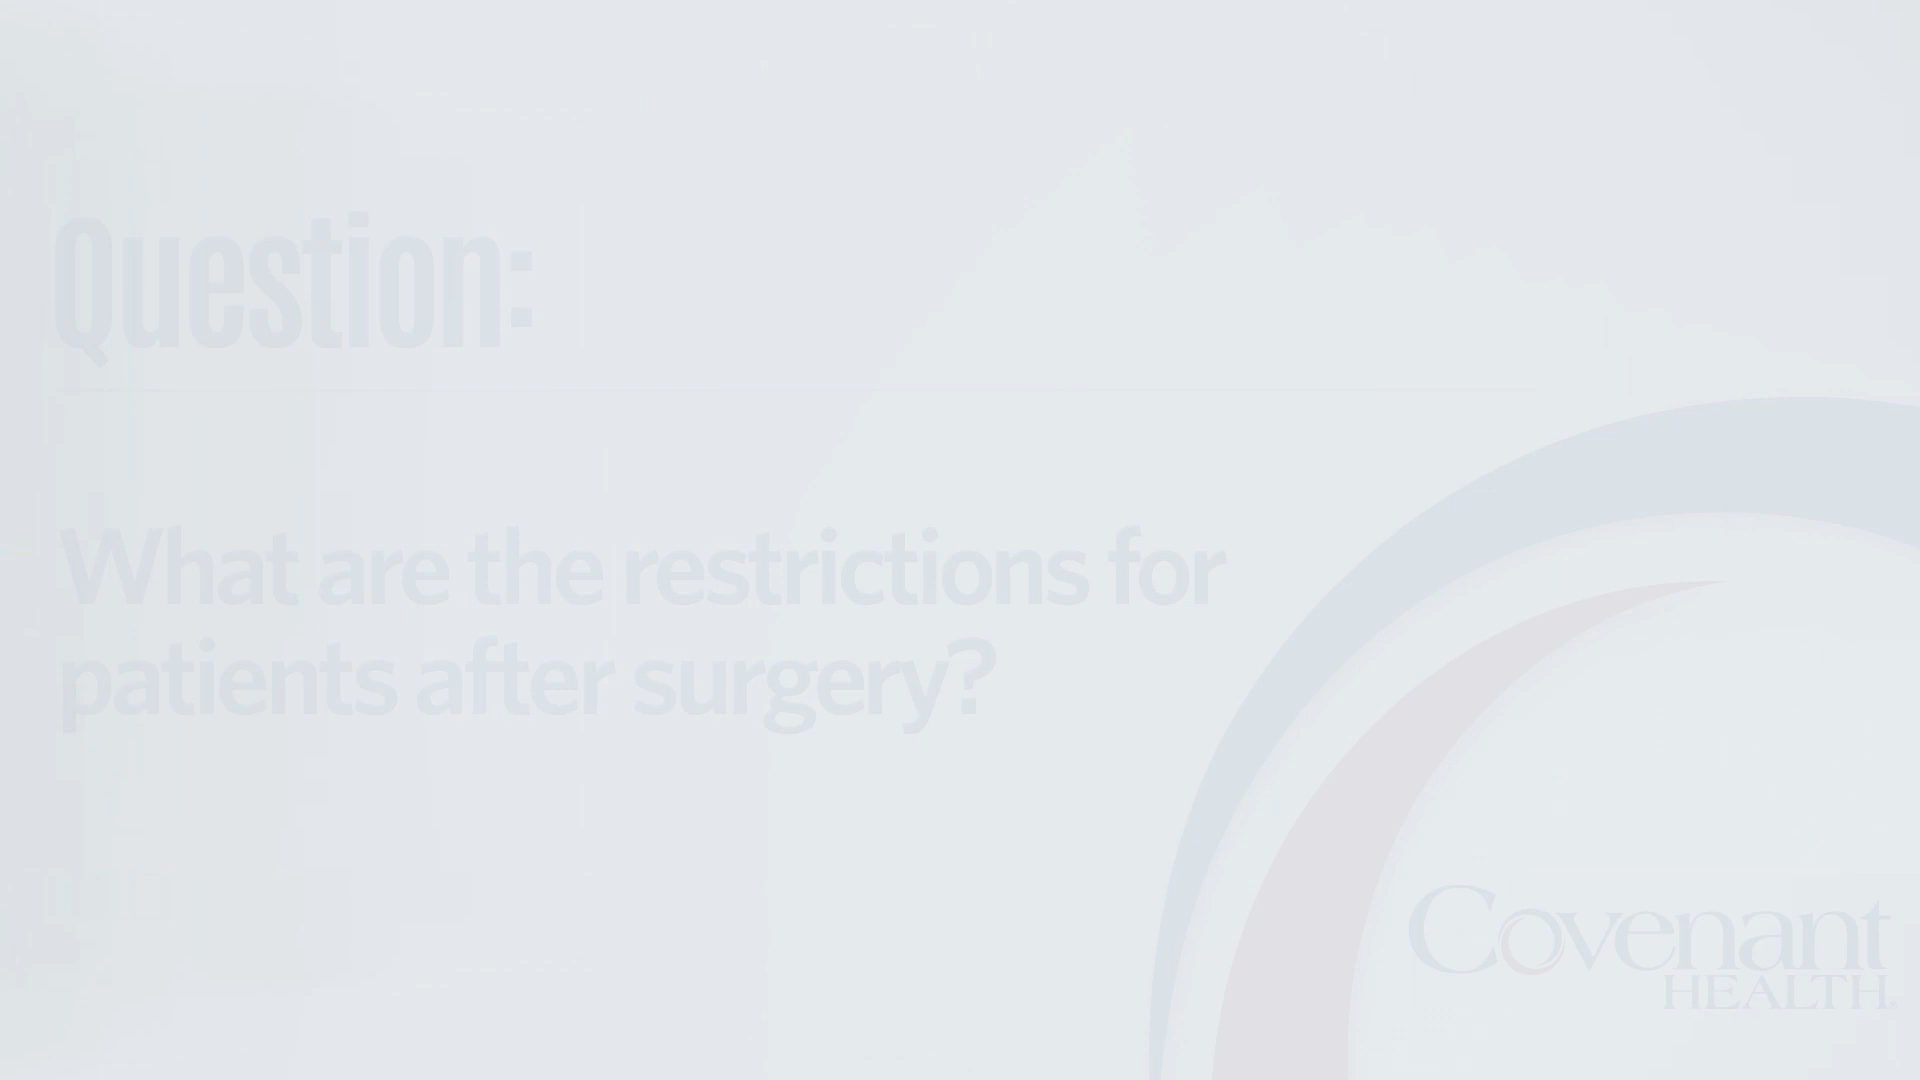 Question:
What are the restrictions for
patients after surgery?
Covenant
HEALTH®